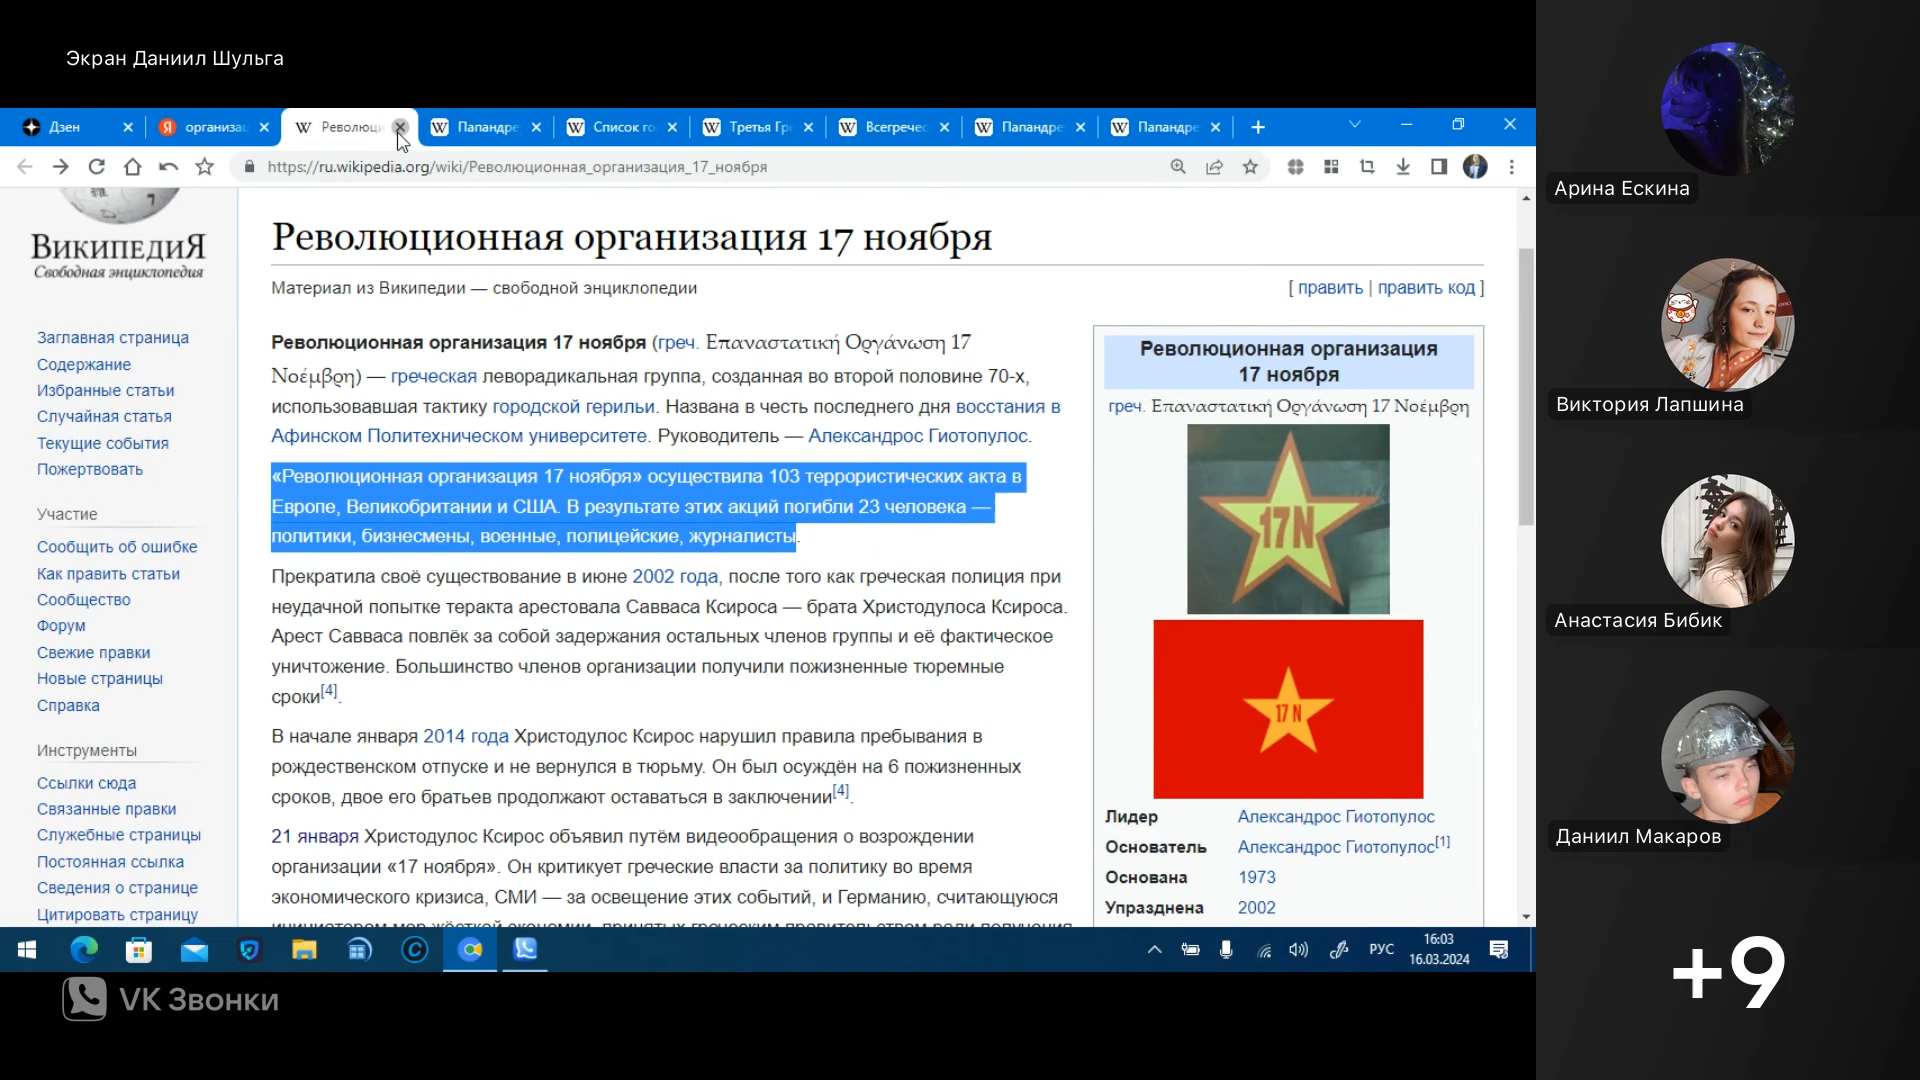 Экран Даниил Шульга
Дзен
организац
Революци
Папандре
Список го
Третья Гре
Всегречес
Папандре
Папандре
https://ru.wikipedia.org/wiki/Революционная_организация_17_ноября
ВикипедиЯ
Свободная энциклопедия
Заглавная страница
Содержание
Избранные статьи
Случайная статья
Текущие события
Пожертвовать
Участие
Сообщить об ошибке
Как править статьи
Сообщество
Форум
Свежие правки
Новые страницы
Справка
Инструменты
Ссылки сюда
Связанные правки
Служебные страницы
Постоянная ссылка
Сведения о странице
Цитировать страницу
Революционная организация 17 ноября
Материал из Википедии — свободной энциклопедии
[ править | править код ]
Революционная организация 17 ноября (греч. Επαναστατική Οργάνωση 17
Νοέμβρη) — греческая леворадикальная группа, созданная во второй половине 70-х,
использовавшая тактику городской герильи. Названа в честь последнего дня восстания в
Афинском Политехническом университете. Руководитель — Александрос Гиотопулос.
«Революционная организация 17 ноября» осуществила 103 террористических акта в
Европе, Великобритании и США. В результате этих акций погибли 23 человека —
политики, бизнесмены, военные, полицейские, журналисты.
Прекратила своё существование в июне 2002 года, после того как греческая полиция при
неудачной попытке теракта арестовала Савваса Ксироса — брата Христодулоса Ксироса.
Арест Савваса повлёк за собой задержания остальных членов группы и её фактическое
уничтожение. Большинство членов организации получили пожизненные тюремные
сроки[4].
В начале января 2014 года Христодулос Ксирос нарушил правила пребывания в
рождественском отпуске и не вернулся в тюрьму. Он был осуждён на 6 пожизненных
сроков, двое его братьев продолжают оставаться в заключении[4].
21 января Христодулос Ксирос объявил путём видеообращения о возрождении
организации «17 ноября». Он критикует греческие власти за политику во время
экономического кризиса, СМИ — за освещение этих событий, и Германию, считающуюся
инициатором мер жёсткой экономии, принятых греческим правительством ради получения
Революционная организация
17 ноября
греч. Επαναστατική Οργάνωση 17 Νοέμβρη
17N
17 N
Лидер Александрос Гиотопулос
Основатель Александрос Гиотопулос[1]
Основана 1973
Упразднена 2002
РУС
16:03
16.03.2024
VK Звонки
Арина Ескина
Виктория Лапшина
Анастасия Бибик
Даниил Макаров
+9